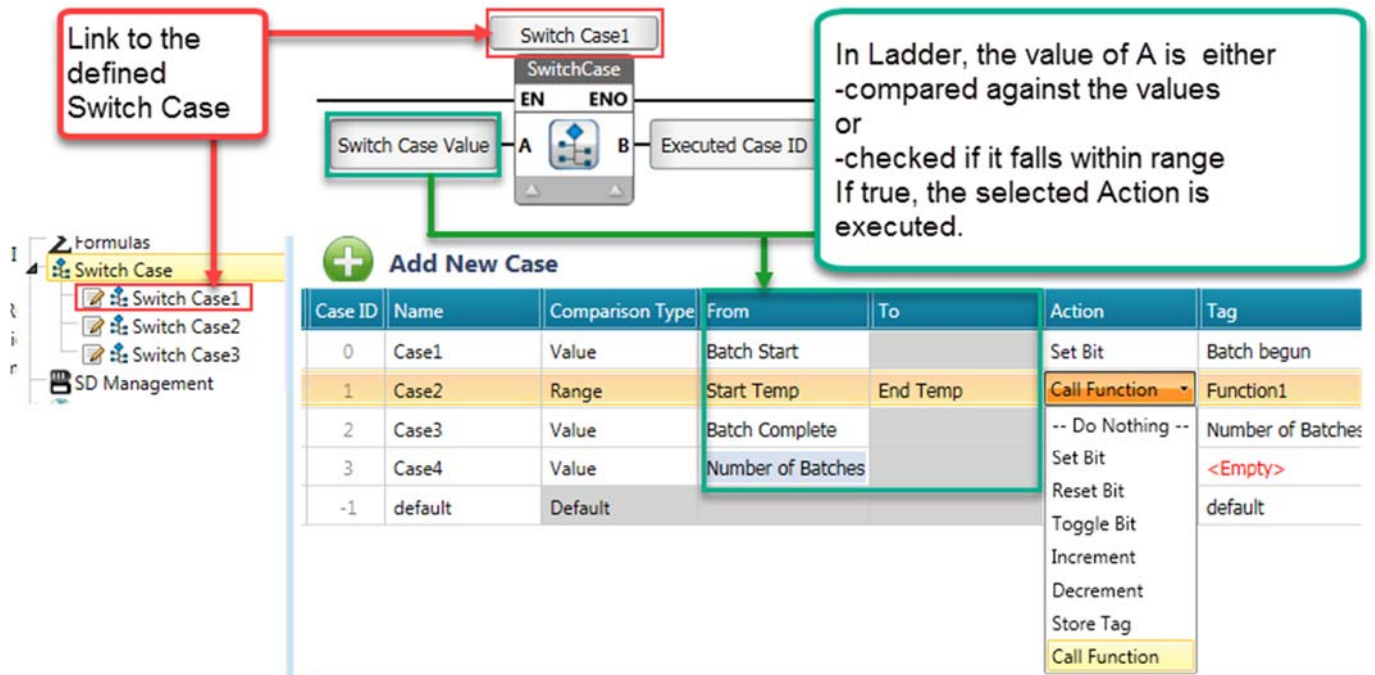 Link to the
defined
Switch Case
Switch Case1
SwitchCase
EN ENO
Switch Case Value A B Executed Case ID
In Ladder, the value of A is either
-compared against the values
or
-checked if it falls within range
If true, the selected Action is
executed.
Formulas
Switch Case
Switch Case1
Switch Case2
Switch Case3
SD Management
Add New Case
Case ID Name Comparison Type From To Action Tag
0 Case1 Value Batch Start Set Bit Batch begun
1 Case2 Range Start Temp End Temp Call Function Function1
2 Case3 Value Batch Complete -- Do Nothing -- Number of Batches
3 Case4 Value Number of Batches Set Bit <Empty>
-1 default Default Reset Bit default
Toggle Bit
Increment
Decrement
Store Tag
Call Function